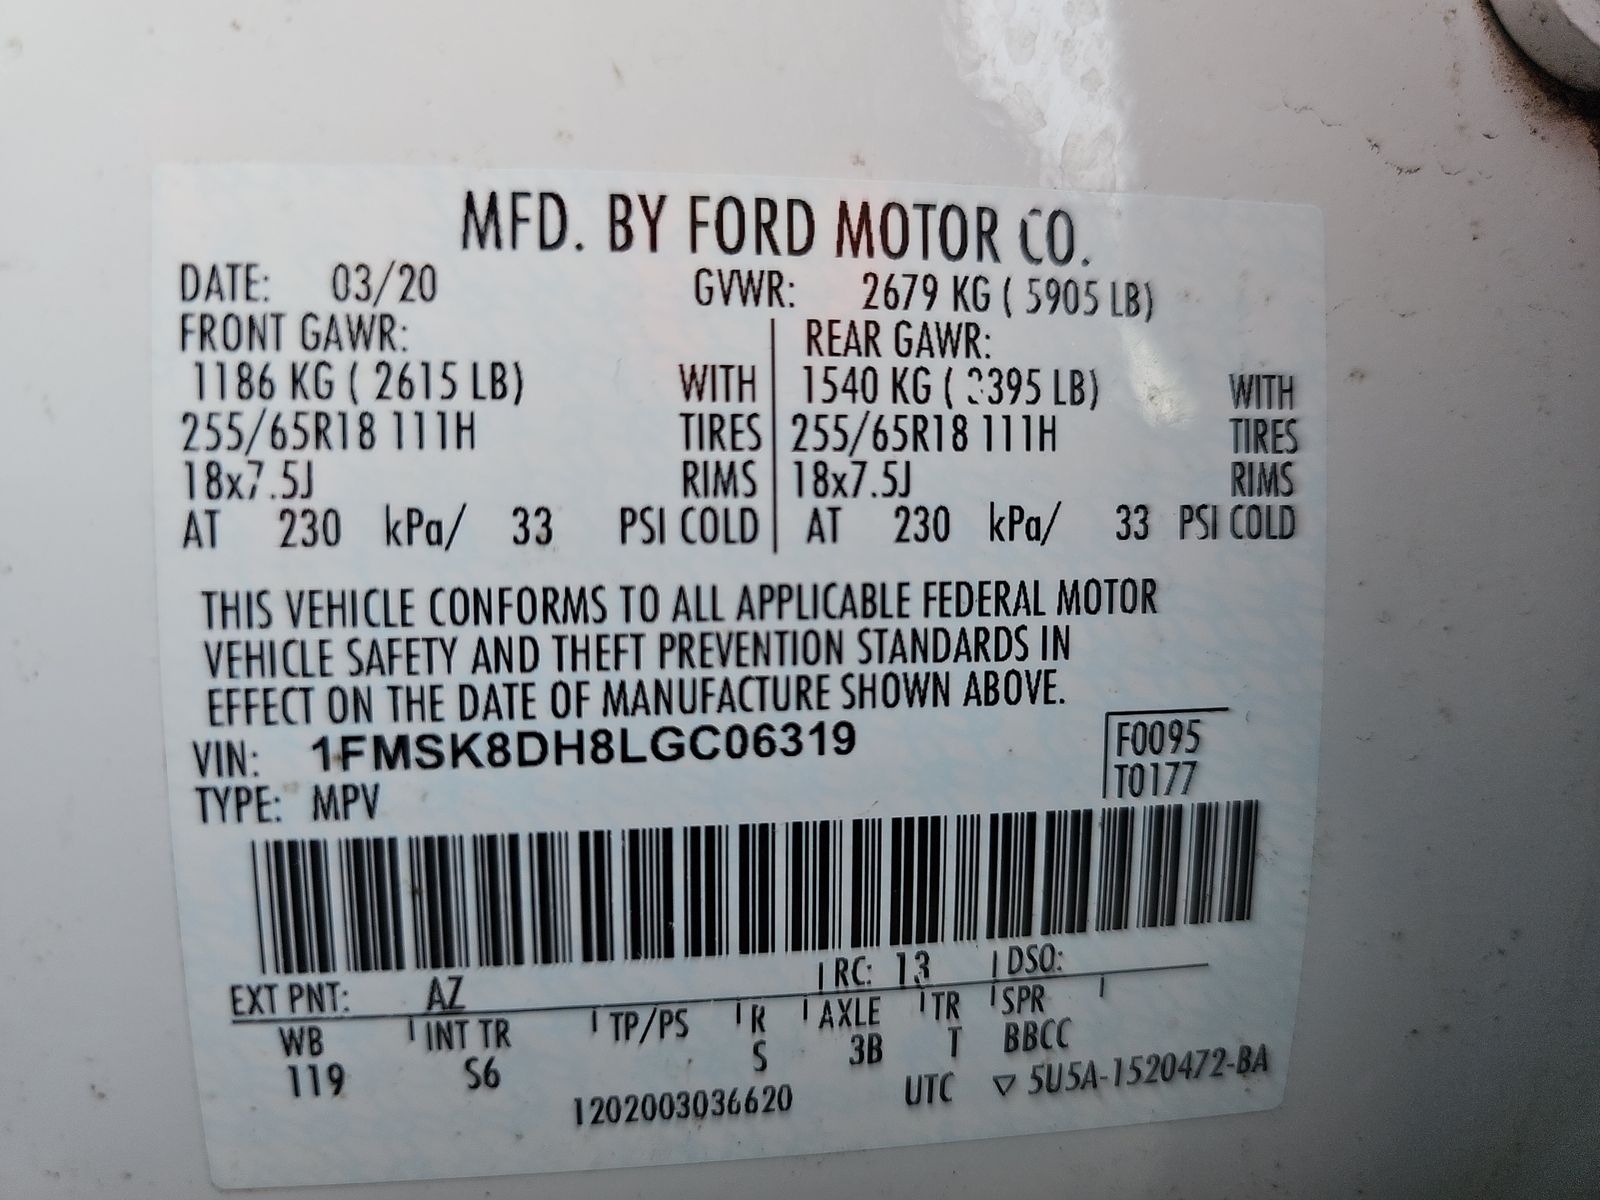 MFD. BY FORD MOTOR CO.
DATE: 03/20 GVWR: 2679 KG ( 5905 LB)
FRONT GAWR: REAR GAWR:
1186 KG ( 2615 LB) WITH 1540 KG ( 3395 LB) WITH
255/65R18 111H TIRES 255/65R18 111H TIRES
18x7.5J RIMS 18x7.5J RIMS
AT 230 kPa/ 33 PSI COLD AT 230 kPa/ 33 PSI COLD
THIS VEHICLE CONFORMS TO ALL APPLICABLE FEDERAL MOTOR
VEHICLE SAFETY AND THEFT PREVENTION STANDARDS IN
EFFECT ON THE DATE OF MANUFACTURE SHOWN ABOVE.
VIN: 1FMSK8DH8LGC06319 F0095
TYPE: MPV T0177
EXT PNT: AZ RC: 13 DSO:
WB INT TR TP/PS R AXLE TR SPR
119 S6 S 3B T BBCC
1202003036620 UTC ▽ 5U5A-1520472-BA